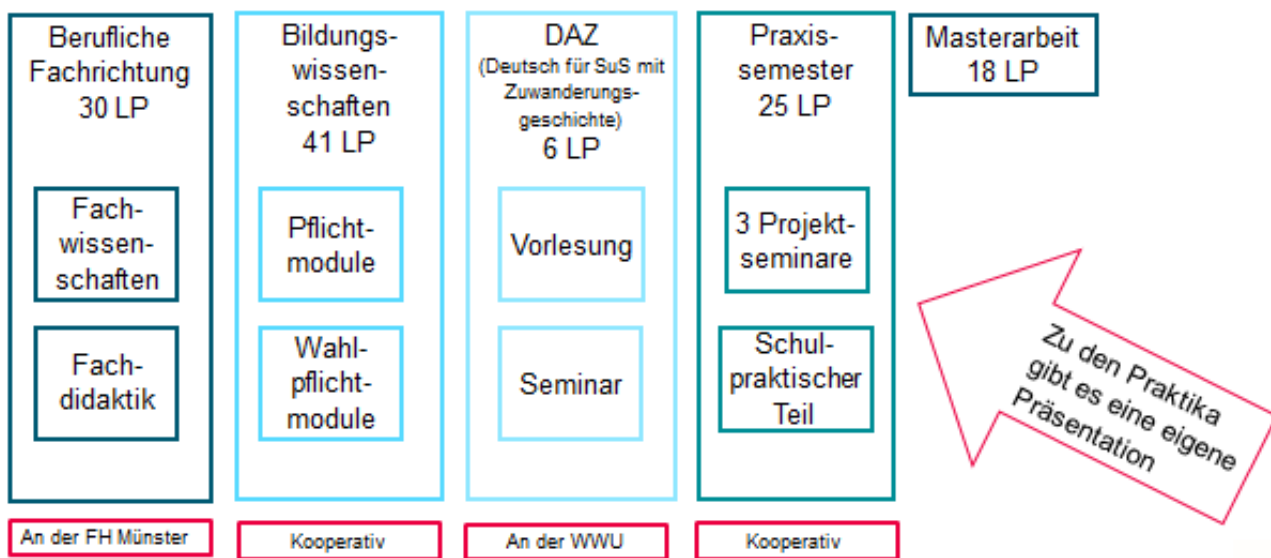 Berufliche
Fachrichtung
30 LP
Fach-
wissen-
schaften
Fach-
didaktik
An der FH Münster
Bildungs-
wissen-
schaften
41 LP
Pflicht-
module
Wahl-
pflicht-
module
Kooperativ
DAZ
(Deutsch für SuS mit
Zuwanderungs-
geschichte)
6 LP
Vorlesung
Seminar
An der WWU
Praxis-
semester
25 LP
3 Projekt-
seminare
Schul-
praktischer
Teil
Kooperativ
Masterarbeit
18 LP
Zu den Praktika
gibt es eine eigene
Präsentation